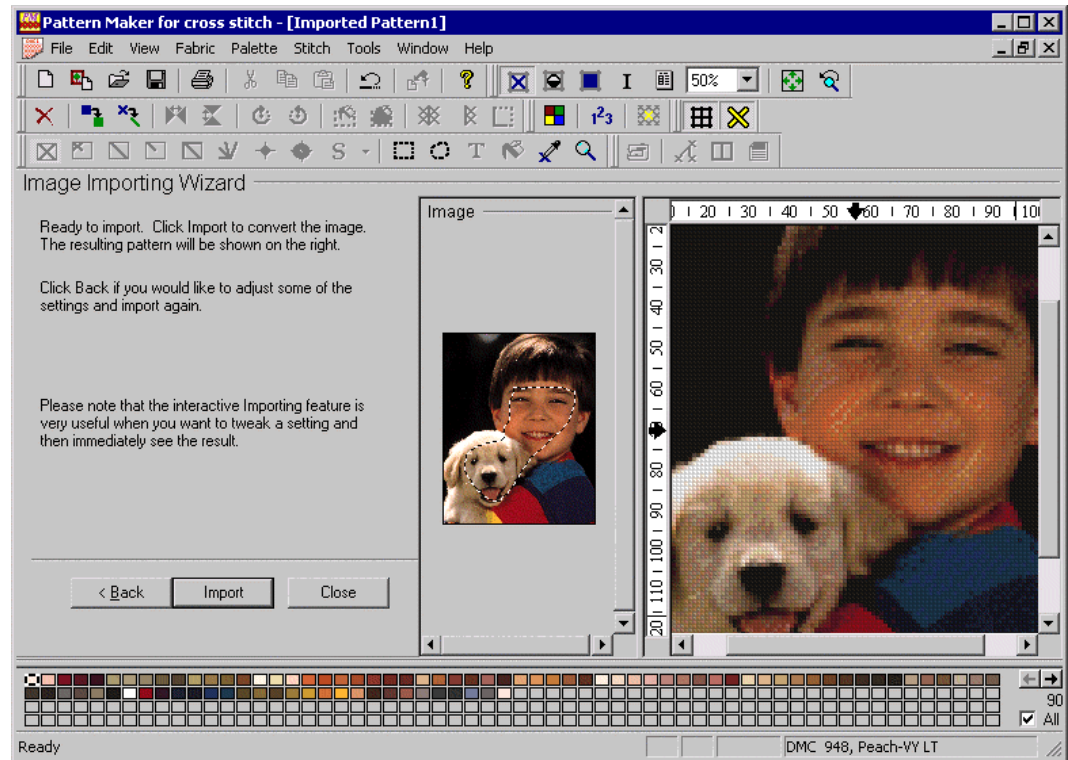 Pattern Maker for cross stitch - [Imported Pattern1]
File Edit View Fabric Palette Stitch Tools Window Help
50%
1²3
Image Importing Wizard
Ready to import. Click Import to convert the image.
The resulting pattern will be shown on the right.
Click Back if you would like to adjust some of the
settings and import again.
Please note that the interactive Importing feature is
very useful when you want to tweak a setting and
then immediately see the result.
< Back Import Close
Image
20 30 40 50 60 70 80 90
30
40
50
60
80
90
100
110
90
All
Ready
DMC 948, Peach-VY LT